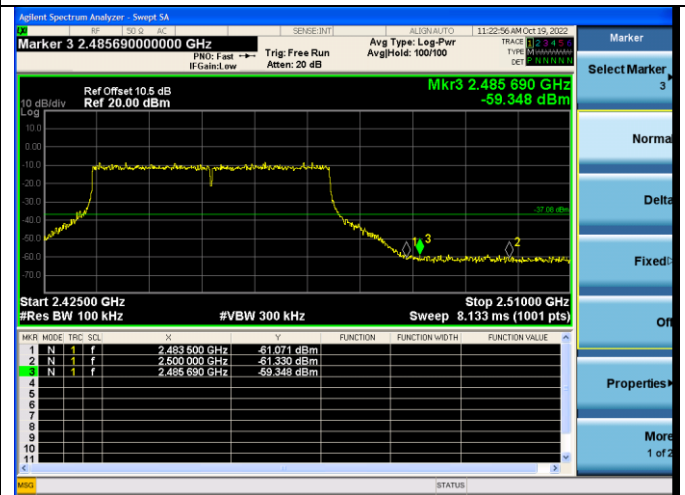 Agilent Spectrum Analyzer - Swept SA
RF 50 Ω AC SENSE:INT ALIGNAUTO 11:22:56 AM Oct 19, 2022
Marker 3 2.485690000000 GHz
PNO: Fast
IFGain:Low
Trig: Free Run
Atten: 20 dB
Avg Type: Log-Pwr
Avg|Hold: 100/100
TRACE 1 2 3 4 5 6
TYPE M
DET P N N N N N
Ref Offset 10.5 dB
10 dB/div Ref 20.00 dBm
Log
Mkr3 2.485 690 GHz
-59.348 dBm
10.0
0.00
-10.0
-20.0
-30.0
-37.00 dBm
-40.0
-50.0
1 3 2
-60.0
-70.0
Start 2.42500 GHz Stop 2.51000 GHz
#Res BW 100 kHz #VBW 300 kHz Sweep 8.133 ms (1001 pts)
MKR MODE TRC SCL X Y FUNCTION FUNCTION WIDTH FUNCTION VALUE
1 N 1 f 2.483 500 GHz -61.071 dBm
2 N 1 f 2.500 000 GHz -61.330 dBm
3 N 1 f 2.485 690 GHz -59.348 dBm
4
5
6
7
8
9
10
11
MSG STATUS
Marker
Select Marker
3
Normal
Delta
Fixed
Off
Properties
More
1 of 2